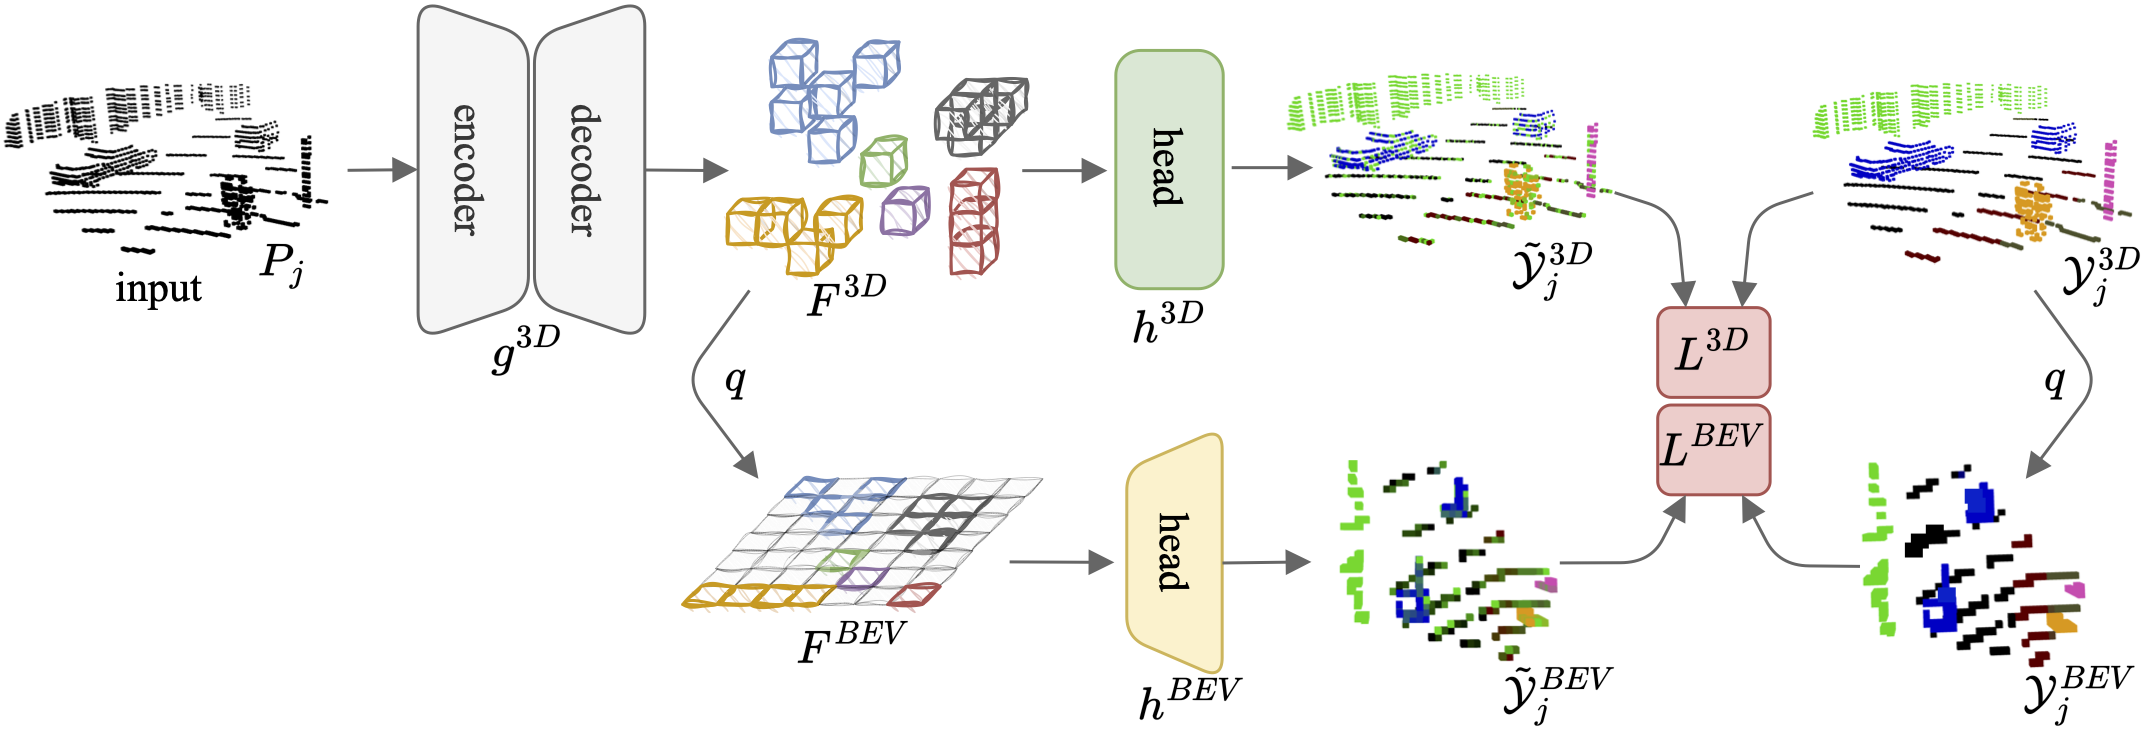 input
$P_j$
encoder
decoder
$g^{3D}$
$F^{3D}$
head
$h^{3D}$
$\tilde{\mathcal{Y}}_j^{3D}$
$\mathcal{Y}_j^{3D}$
$L^{3D}$
$L^{BEV}$
$q$
$q$
$F^{BEV}$
head
$h^{BEV}$
$\tilde{\mathcal{Y}}_j^{BEV}$
$\mathcal{Y}_j^{BEV}$